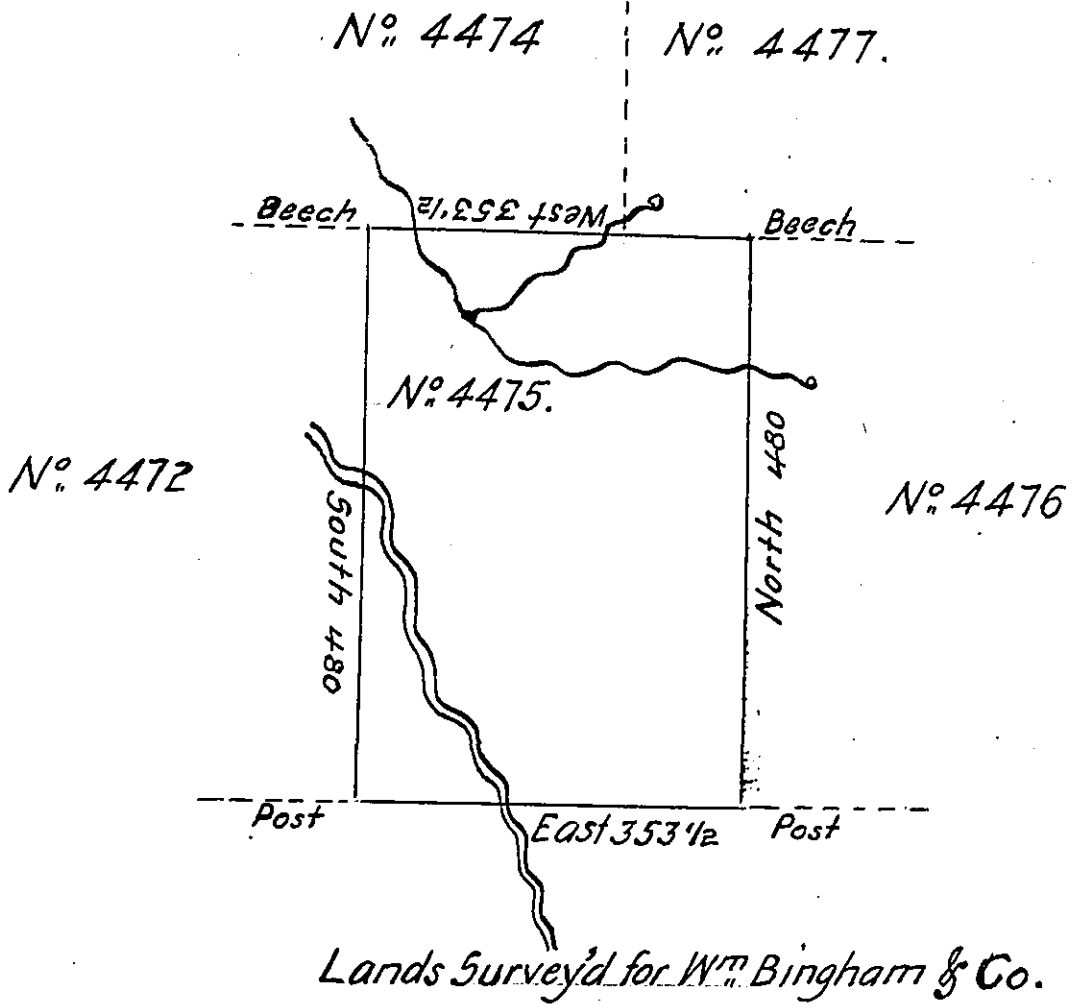 Nº 4474
Nº 4477.
Beech
West 353 1/2
Beech
Nº 4475.
Nº 4472
South 480
North 480
Nº 4476
Post
East 353 1/2
Post
Lands Survey'd for Wm Bingham & Co.